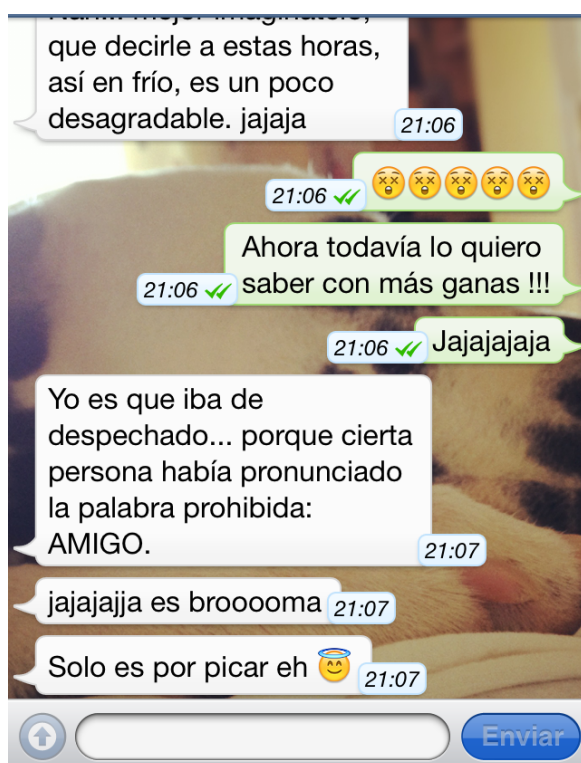 que decirle a estas horas,
así en frío, es un poco
desagradable. jajaja
21:06
21:06
Ahora todavía lo quiero
saber con más ganas !!!
21:06
Jajajajaja
21:06
Yo es que iba de
despechado... porque cierta
persona había pronunciado
la palabra prohibida:
AMIGO.
21:07
jajajajja es brooooma
21:07
Solo es por picar eh
21:07
Enviar